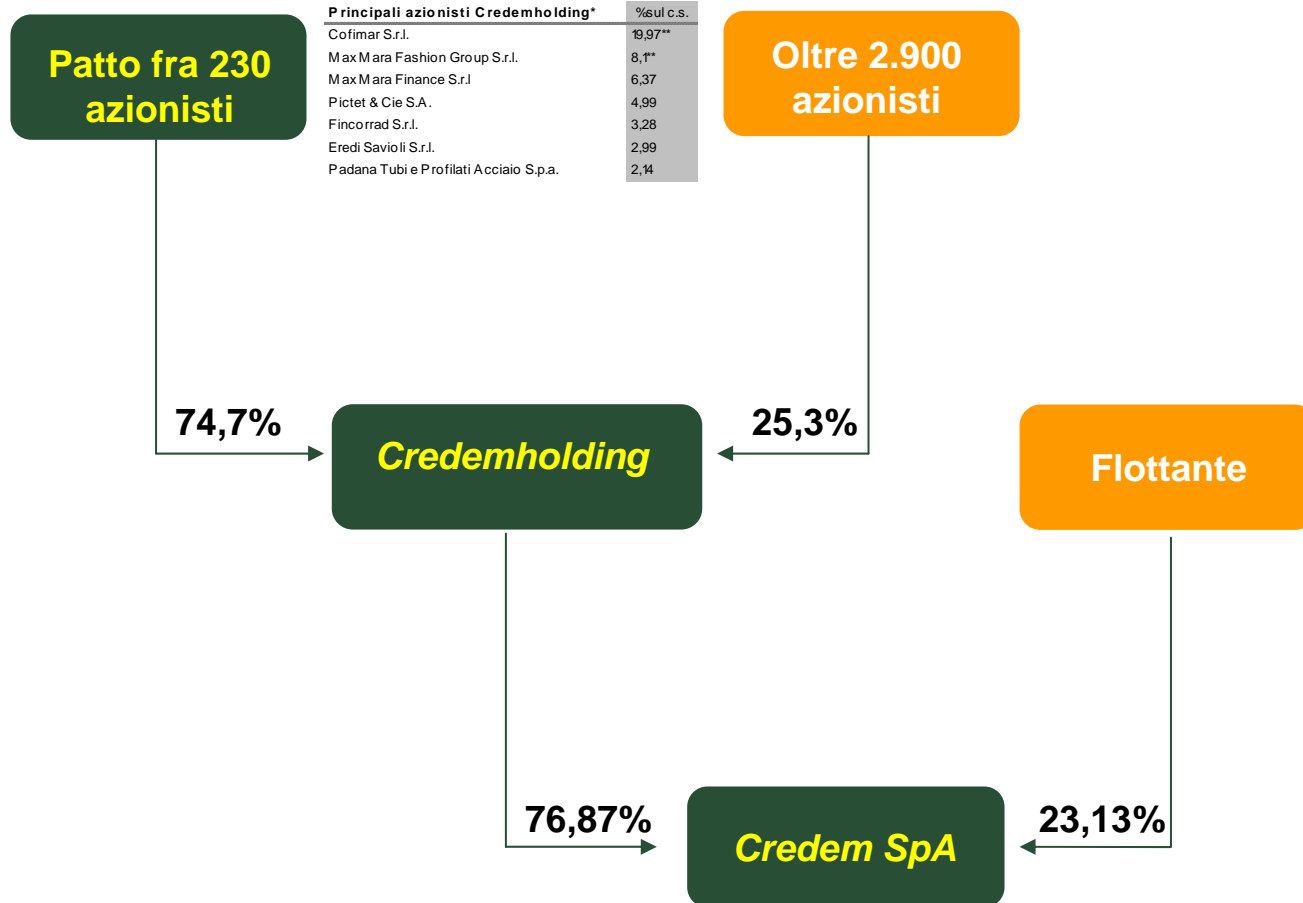 Principali azionisti Credemholding* %sul c.s.
Cofimar S.r.l. 19,97**
Max Mara Fashion Group S.r.l. 8,1**
Max Mara Finance S.r.l 6,37
Pictet & Cie S.A. 4,99
Fincorrad S.r.l. 3,28
Eredi Savioli S.r.l. 2,99
Padana Tubi e Profilati Acciaio S.p.a. 2,14
Patto fra 230
azionisti
Oltre 2.900
azionisti
74,7%
25,3%
Credemholding
Flottante
76,87%
23,13%
Credem SpA